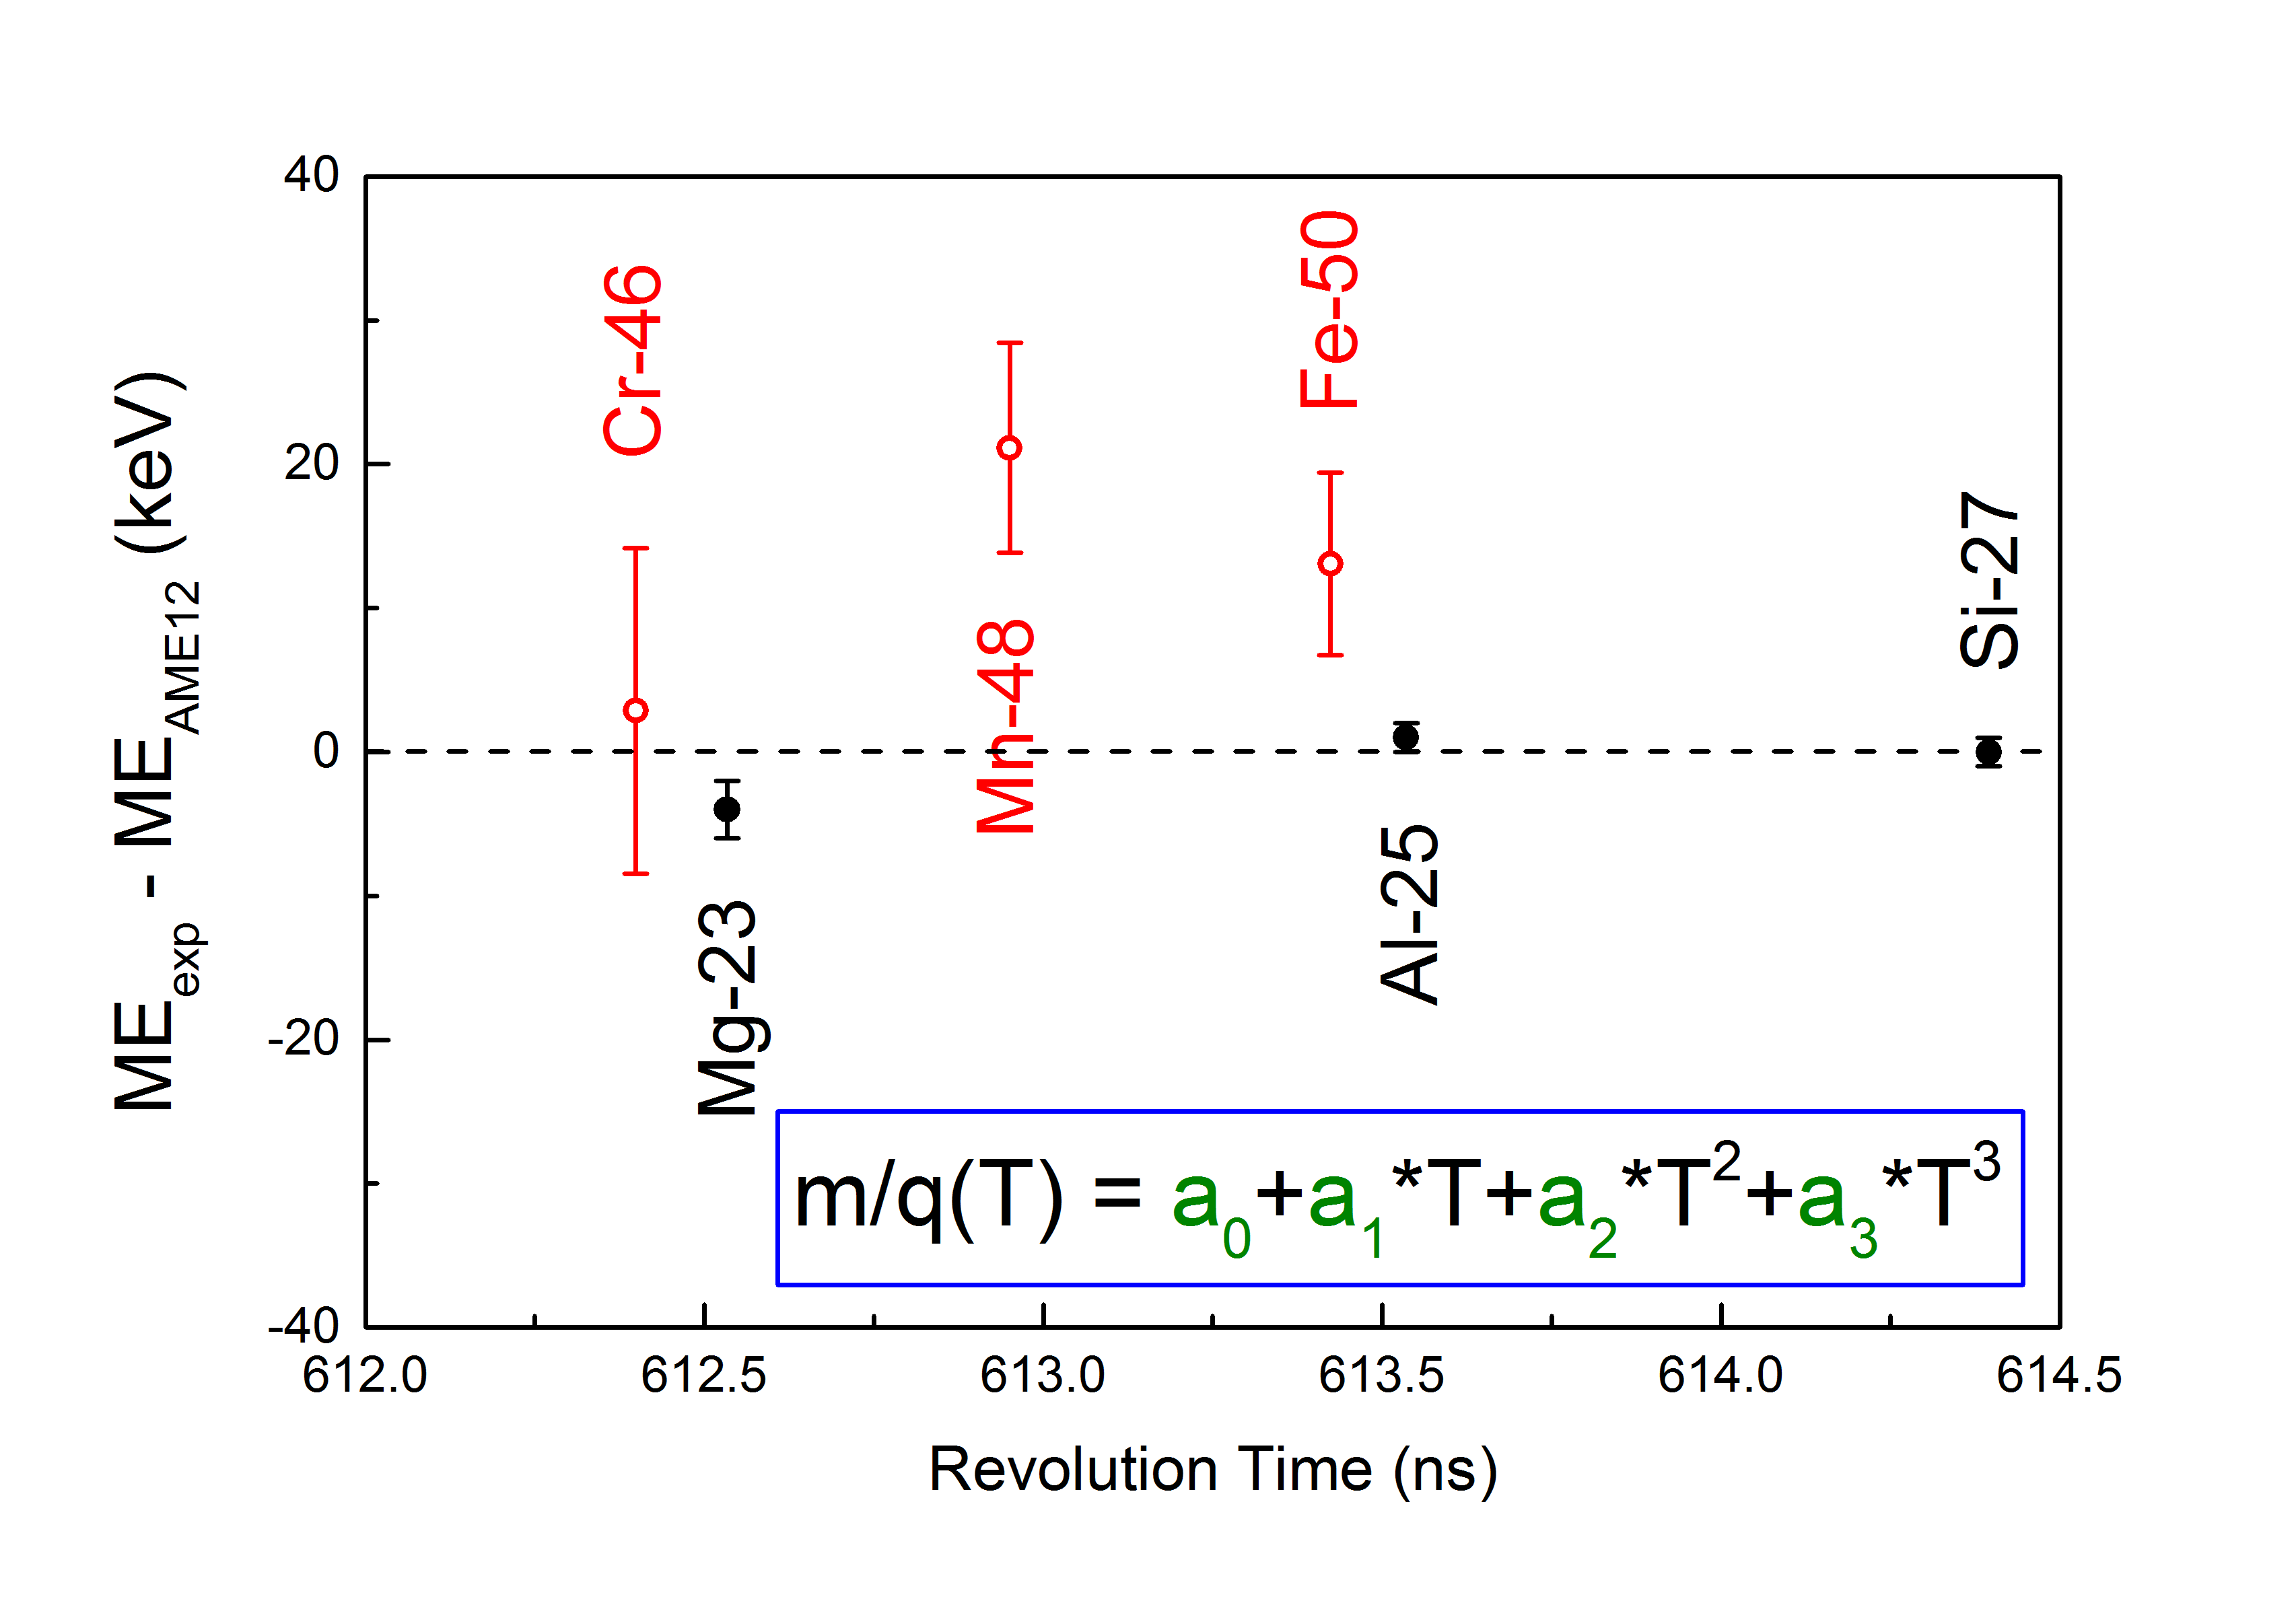 40
20
0
-20
-40
ME_exp - ME_AME12 (keV)
Cr-46
Mg-23
Mn-48
Fe-50
Al-25
Si-27
m/q(T) = a₀+a₁*T+a₂*T²+a₃*T³
612.0 612.5 613.0 613.5 614.0 614.5
Revolution Time (ns)